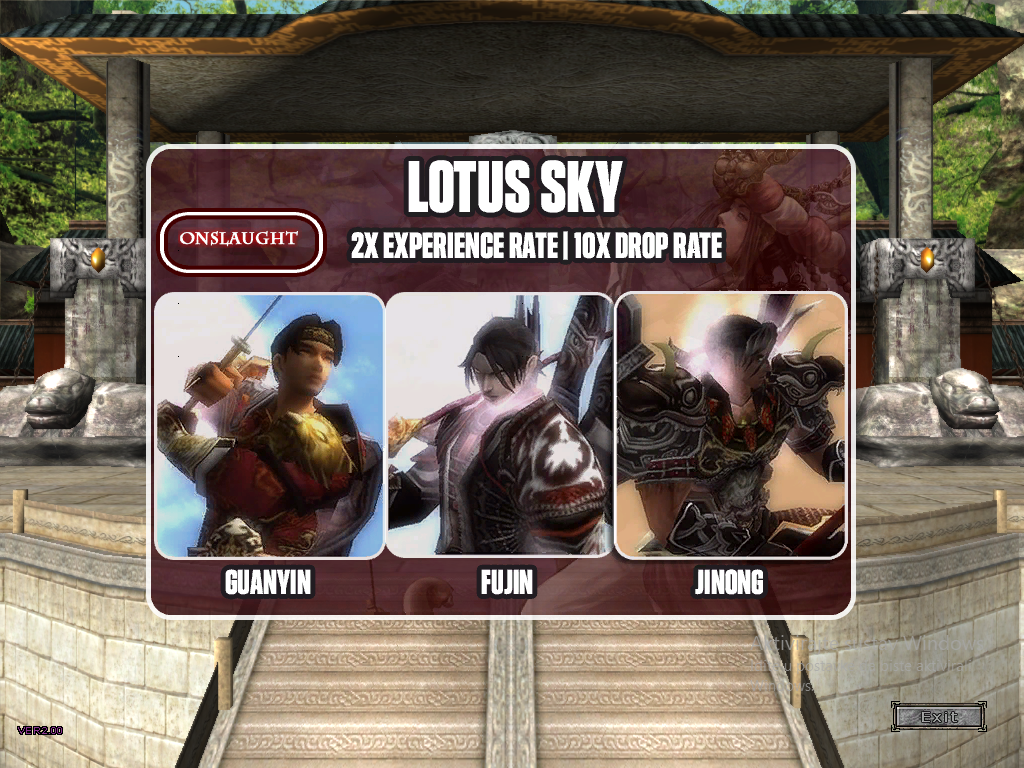 LOTUS SKY
ONSLAUGHT
2X EXPERIENCE RATE | 10X DROP RATE
GUANYIN
FUJIN
JINONG
VER2.00
Exit